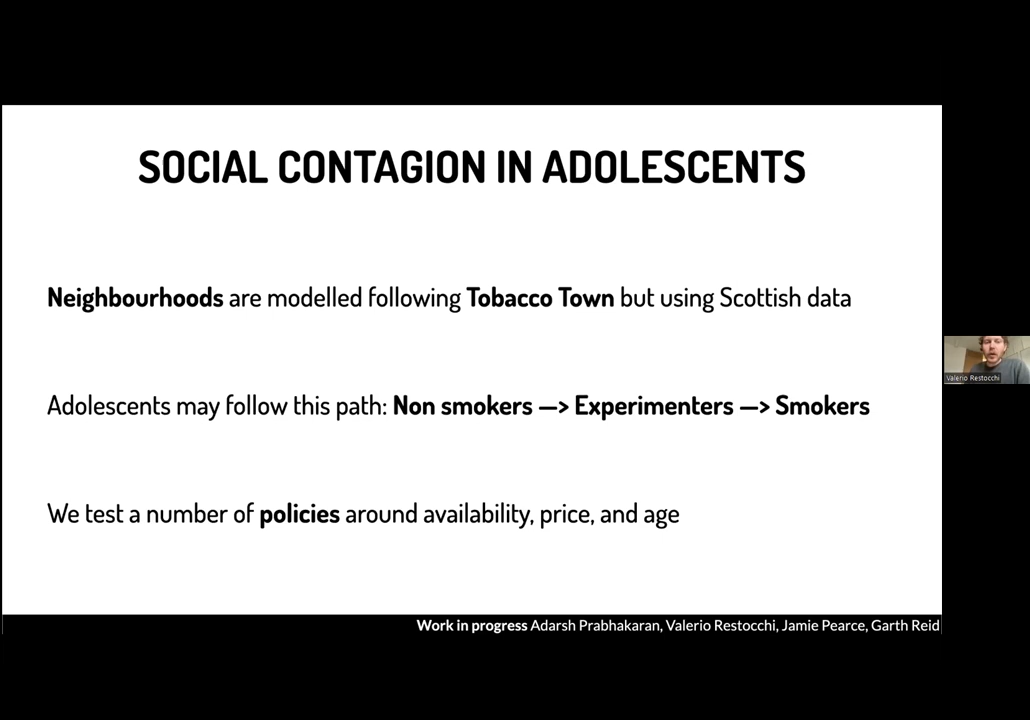 SOCIAL CONTAGION IN ADOLESCENTS
Neighbourhoods are modelled following Tobacco Town but using Scottish data
Valerio Restocchi
Adolescents may follow this path: Non smokers —> Experimenters —> Smokers
We test a number of policies around availability, price, and age
Work in progress Adarsh Prabhakaran, Valerio Restocchi, Jamie Pearce, Garth Reid